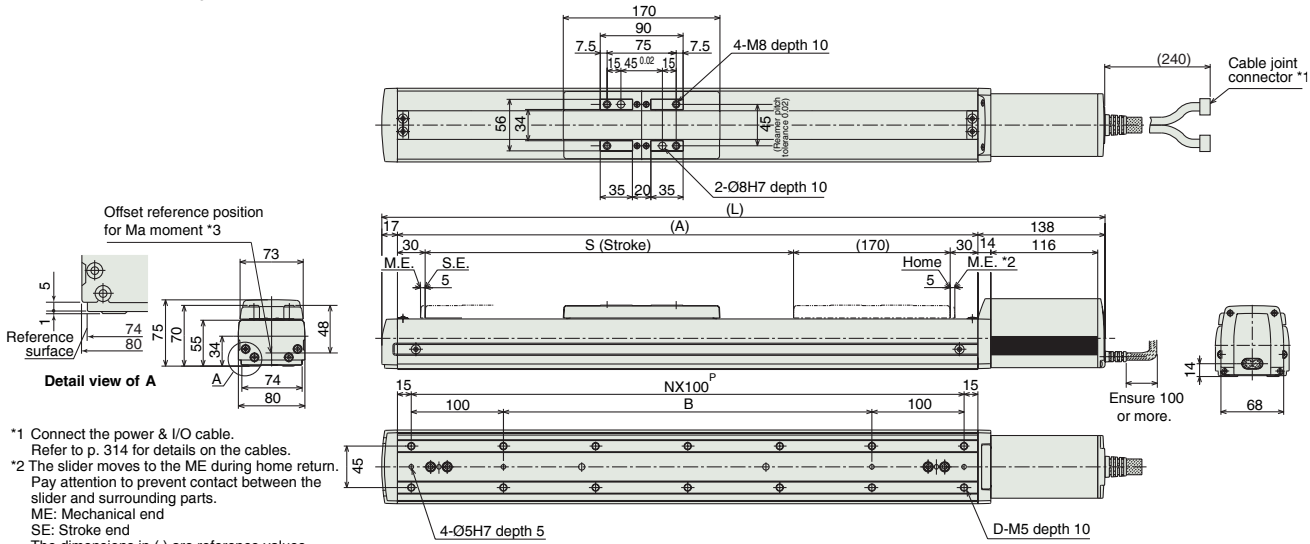 170
90
7.5 75 7.5
4-M8 depth 10
15 45 0.02 15
(240)
Cable joint
connector *1
56
34
45
(Reamer pitch
tolerance 0.02)
35 20 35
2-Ø8H7 depth 10
(L)
Offset reference position
for Ma moment *3
17 (A) 138
73
30 S (Stroke) (170) 30 14 116
M.E. S.E. Home M.E. *2
5 5
5
1
75
70
55
34
48
74
80
Reference
surface
Detail view of A
A
74
80
14
68
Ensure 100
or more.
15 NX100P 15
100 B 100
45
4-Ø5H7 depth 5
D-M5 depth 10
*1 Connect the power & I/O cable.
Refer to p. 314 for details on the cables.
*2 The slider moves to the ME during home return.
Pay attention to prevent contact between the
slider and surrounding parts.
ME: Mechanical end
SE: Stroke end